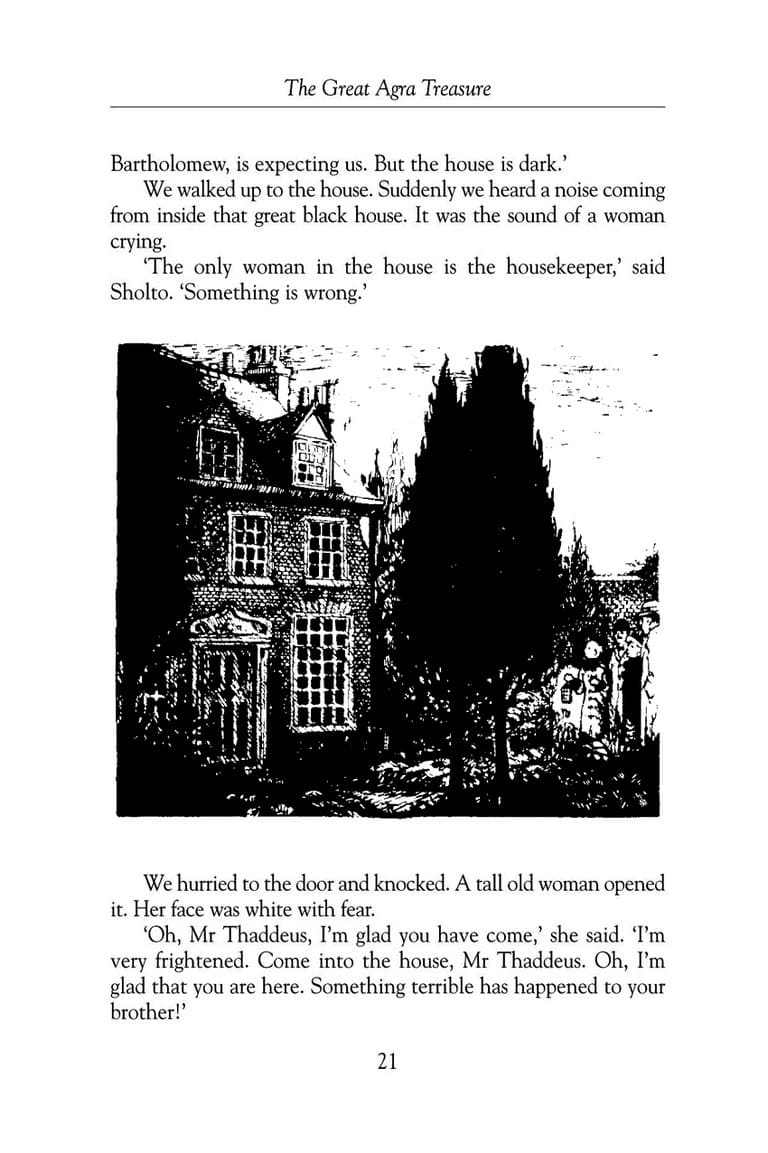 The Great Agra Treasure
Bartholomew, is expecting us. But the house is dark.’
We walked up to the house. Suddenly we heard a noise coming
from inside that great black house. It was the sound of a woman
crying.
‘The only woman in the house is the housekeeper,’ said
Sholto. ‘Something is wrong.’
We hurried to the door and knocked. A tall old woman opened
it. Her face was white with fear.
‘Oh, Mr Thaddeus, I’m glad you have come,’ she said. ‘I’m
very frightened. Come into the house, Mr Thaddeus. Oh, I’m
glad that you are here. Something terrible has happened to your
brother!’
21